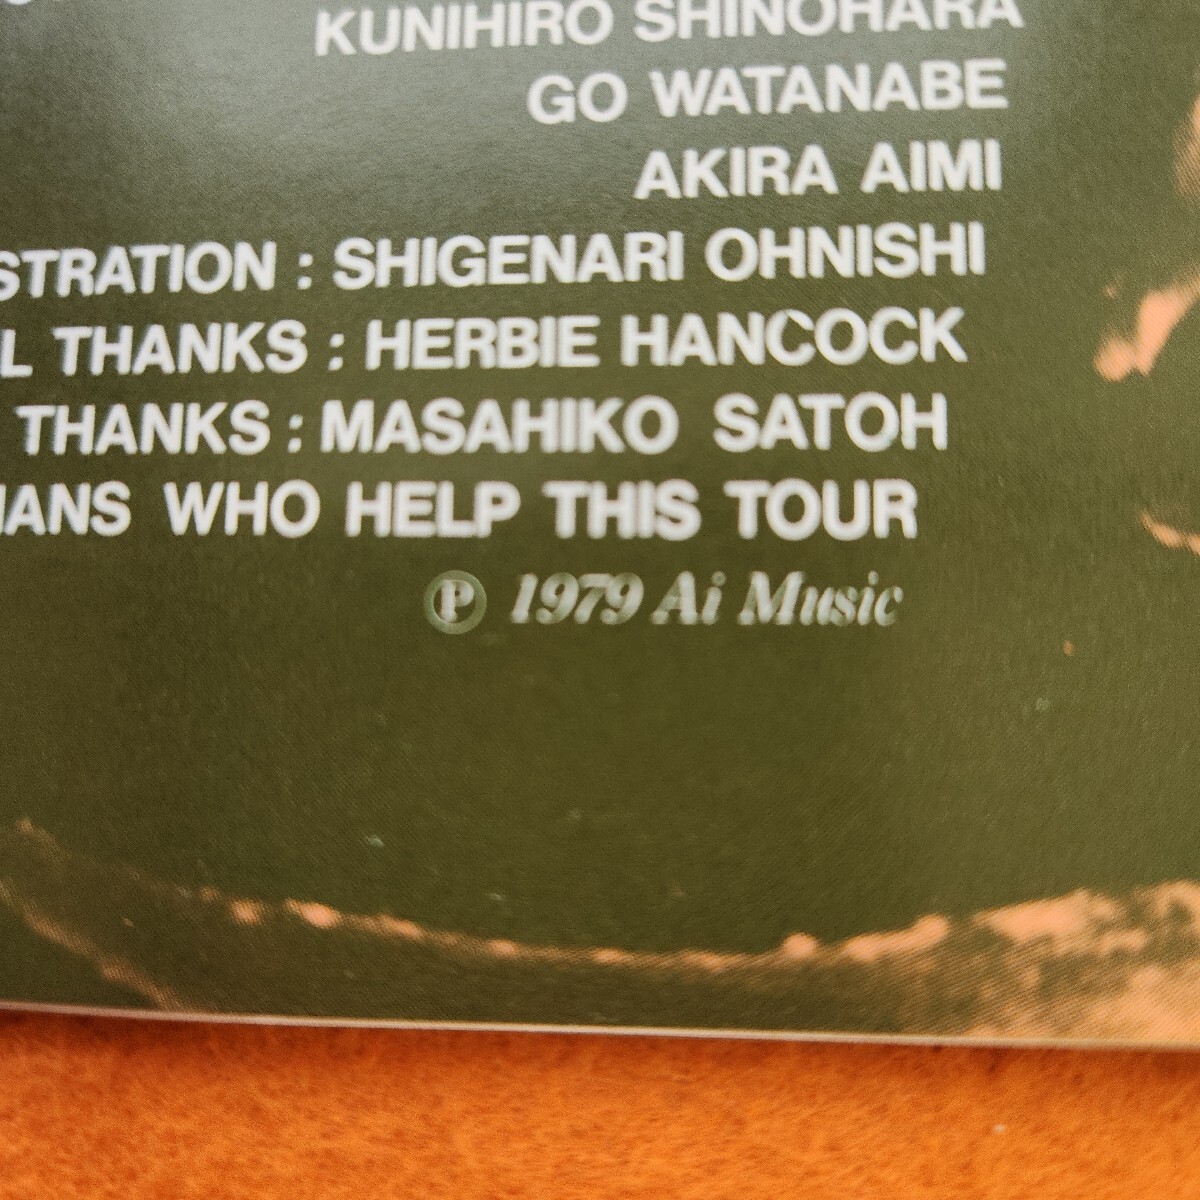 KUNIHIRO SHINOHARA
GO WATANABE
AKIRA AIMI
STRATION : SHIGENARI OHNISHI
L THANKS : HERBIE HANCOCK
THANKS : MASAHIKO SATOH
IANS WHO HELP THIS TOUR
Ⓟ 1979 Ai Music